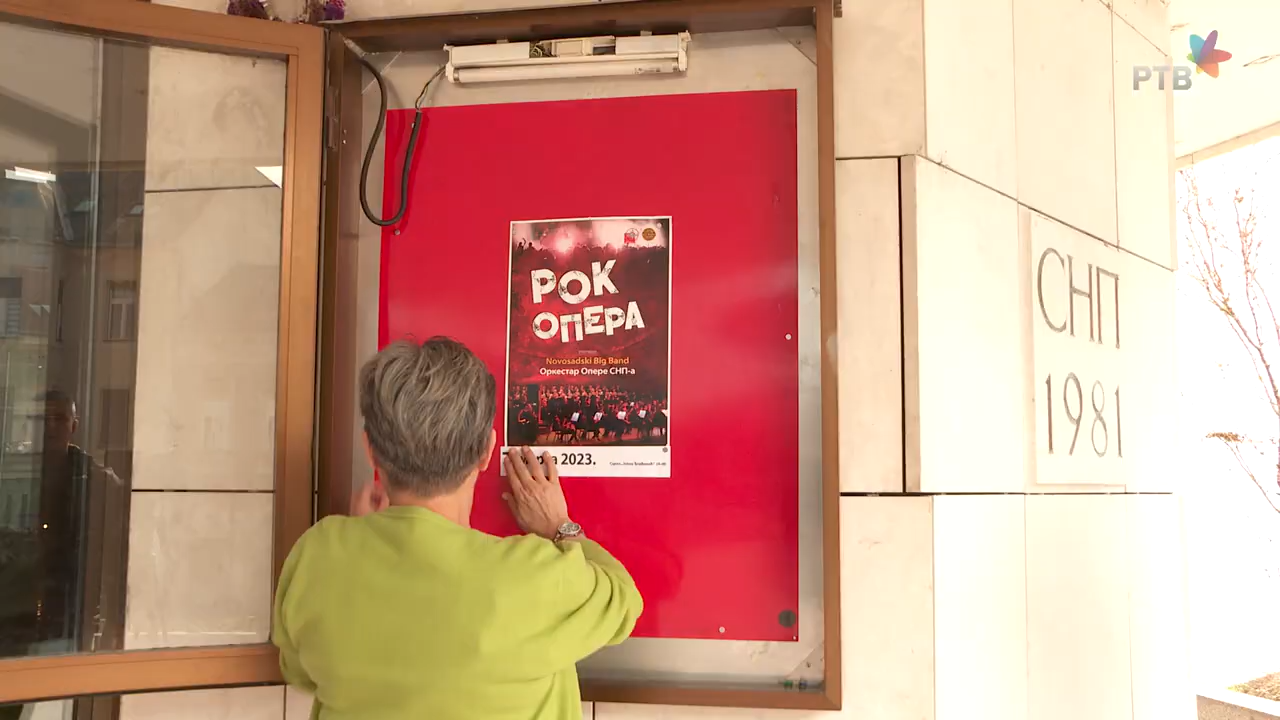 РТВ
РОК
ОПЕРА
Novosadski Big Band
Оркестар Опере СНП-а
2023.
СНП
1981